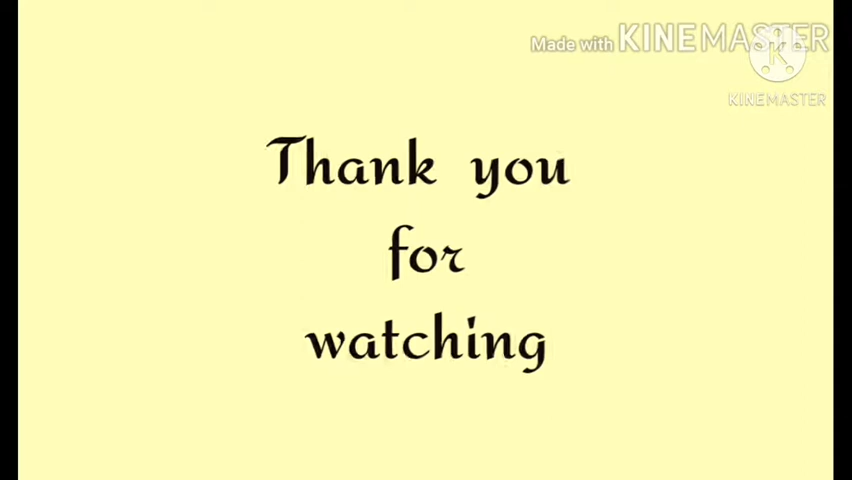 Made with KINEMASTER
K
KINEMASTER
Thank you
for
watching